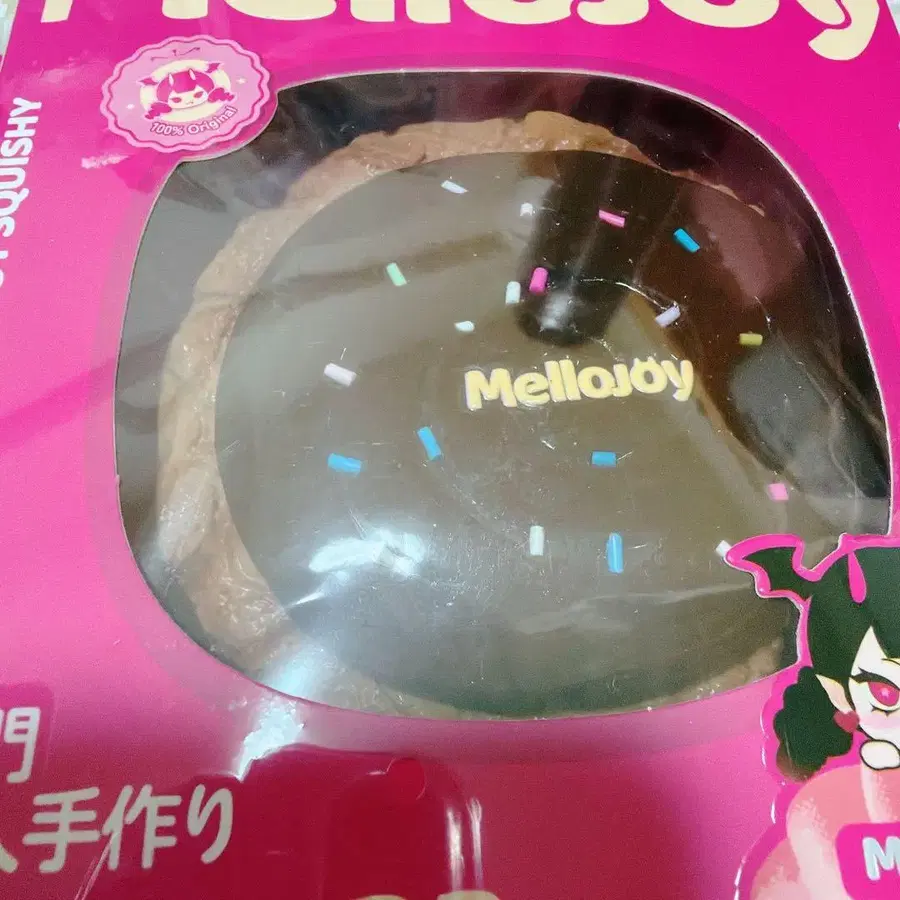 Mellojoy
100% Original
SQUISHY
Mellojoy
門
手作り
M